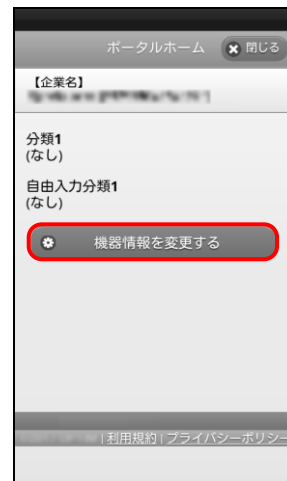 ポータルホーム
閉じる
【企業名】
分類1
(なし)
自由入力分類1
(なし)
機器情報を変更する
| 利用規約 | プライバシーポリシー